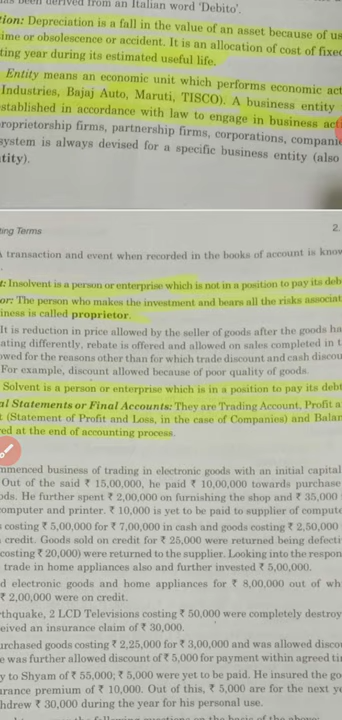 been derived from an Italian word 'Debito'.
tion: Depreciation is a fall in the value of an asset because of us
ime or obsolescence or accident. It is an allocation of cost of fixed
ting year during its estimated useful life.
Entity means an economic unit which performs economic act
Industries, Bajaj Auto, Maruti, TISCO). A business entity
stablished in accordance with law to engage in business acti
roprietorship firms, partnership firms, corporations, companie
system is always devised for a specific business entity (also
tity).
ting Terms
2.
A transaction and event when recorded in the books of account is know
t: Insolvent is a person or enterprise which is not in a position to pay its deb
or: The person who makes the investment and bears all the risks associat
iness is called proprietor.
It is reduction in price allowed by the seller of goods after the goods ha
ating differently, rebate is offered and allowed on sales completed in t
owed for the reasons other than for which trade discount and cash discou
For example, discount allowed because of poor quality of goods.
Solvent is a person or enterprise which is in a position to pay its debt
al Statements or Final Accounts: They are Trading Account, Profit a
t (Statement of Profit and Loss, in the case of Companies) and Balan
ed at the end of accounting process.
mmenced business of trading in electronic goods with an initial capital
Out of the said ₹ 15,00,000, he paid ₹ 10,00,000 towards purchase
ods. He further spent ₹ 2,00,000 on furnishing the shop and ₹ 35,000
omputer and printer. ₹ 10,000 is yet to be paid to supplier of compute
s costing ₹ 5,00,000 for ₹ 7,00,000 in cash and goods costing ₹ 2,50,000
credit. Goods sold on credit for ₹ 25,000 were returned being defecti
costing ₹ 20,000) were returned to the supplier. Looking into the respon
trade in home appliances also and further invested ₹ 5,00,000.
d electronic goods and home appliances for ₹ 8,00,000 out of wh
₹ 2,00,000 were on credit.
rthquake, 2 LCD Televisions costing ₹ 50,000 were completely destroy
eived an insurance claim of ₹ 30,000.
urchased goods costing ₹ 2,25,000 for ₹ 3,00,000 and was allowed disco
e was further allowed discount of ₹ 5,000 for payment within agreed ti
y to Shyam of ₹ 55,000; ₹ 5,000 were yet to be paid. He insured the go
urance premium of ₹ 10,000. Out of this, ₹ 5,000 are for the next ye
hdrew ₹ 30,000 during the year for his personal use.